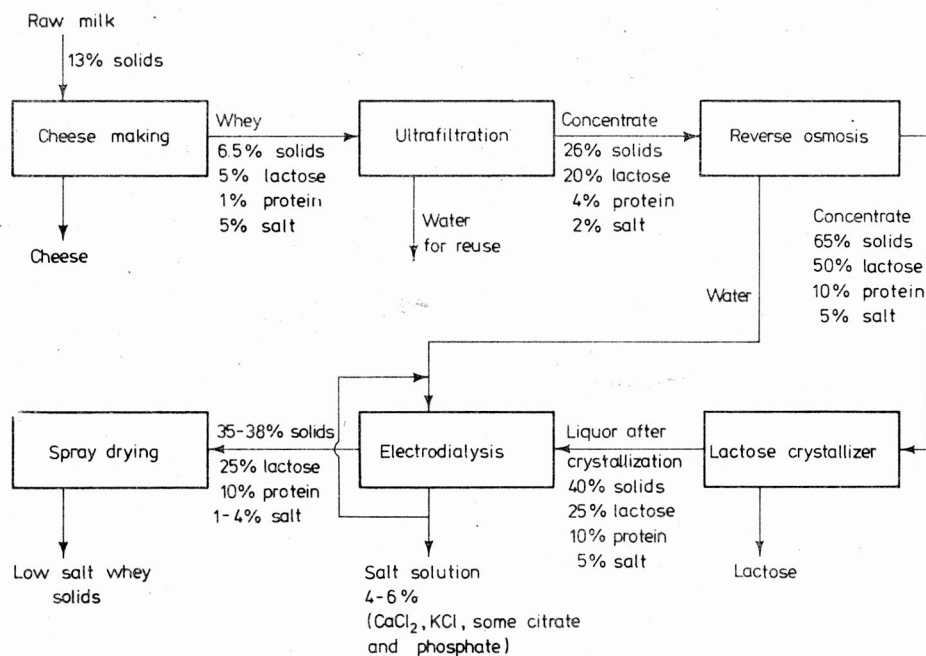 Raw milk
13% solids
Cheese making
Whey
6.5% solids
5% lactose
1% protein
5% salt
Cheese
Ultrafiltration
Water
for reuse
Concentrate
26% solids
20% lactose
4% protein
2% salt
Reverse osmosis
Water
Concentrate
65% solids
50% lactose
10% protein
5% salt
Spray drying
Low salt whey
solids
35-38% solids
25% lactose
10% protein
1-4% salt
Electrodialysis
Salt solution
4-6%
(CaCl₂, KCl, some citrate
and phosphate)
Liquor after
crystallization
40% solids
25% lactose
10% protein
5% salt
Lactose crystallizer
Lactose